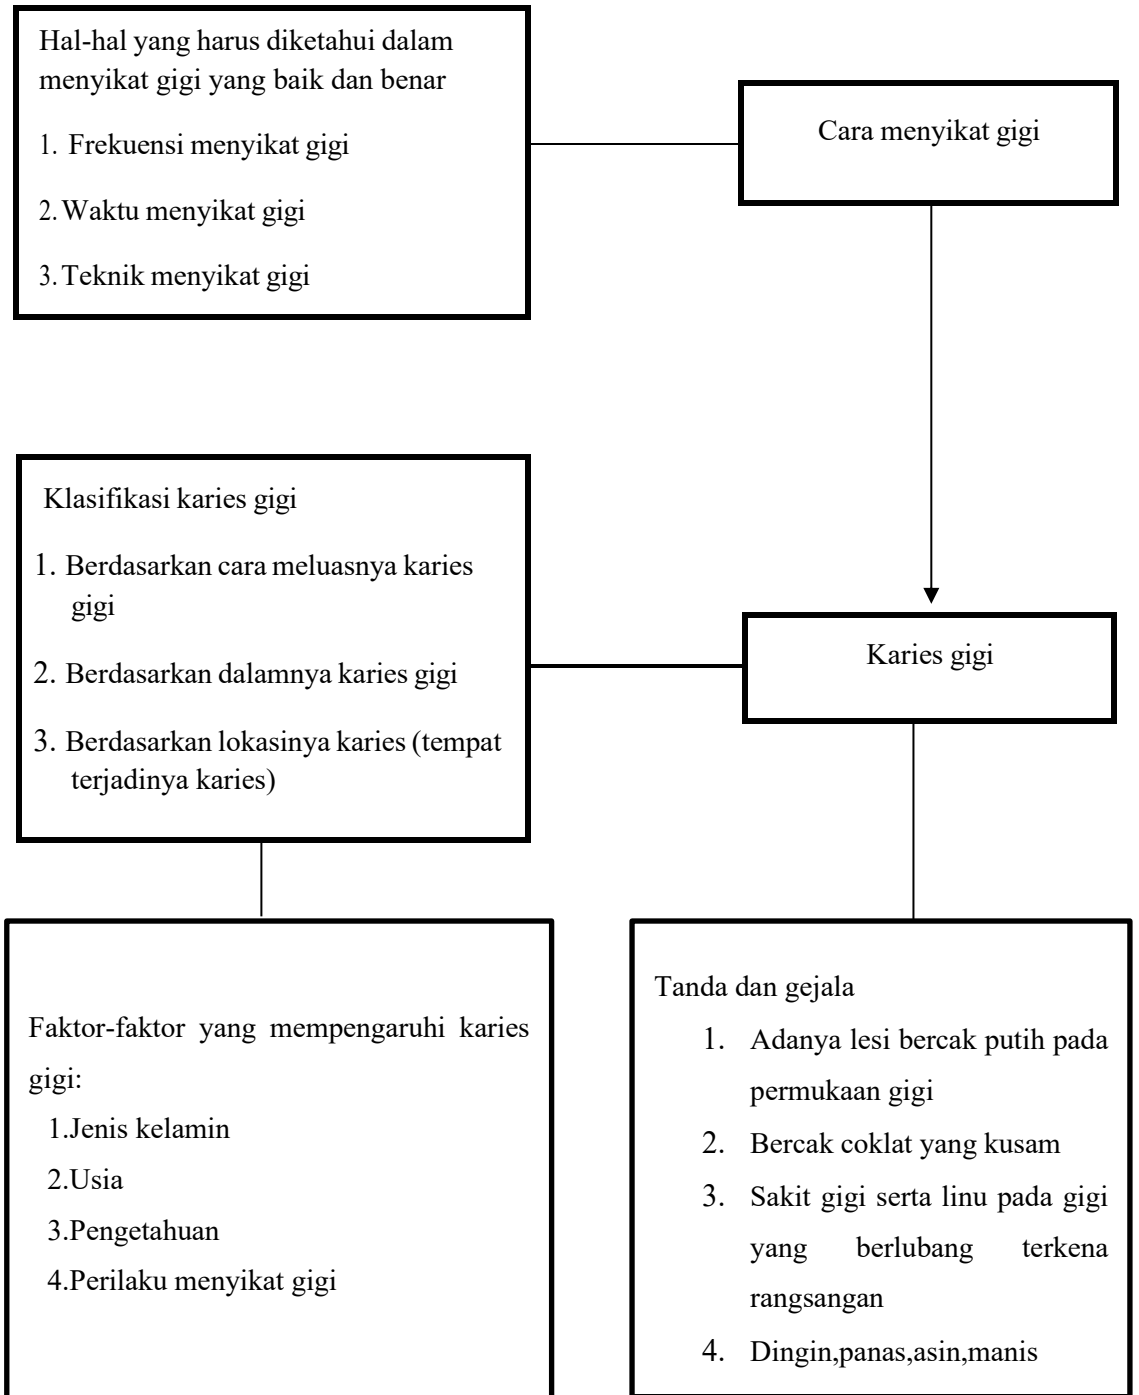 Hal-hal yang harus diketahui dalam
menyikat gigi yang baik dan benar
1. Frekuensi menyikat gigi
2. Waktu menyikat gigi
3. Teknik menyikat gigi
Cara menyikat gigi
Klasifikasi karies gigi
1. Berdasarkan cara meluasnya karies
gigi
2. Berdasarkan dalamnya karies gigi
3. Berdasarkan lokasinya karies (tempat
terjadinya karies)
Karies gigi
Faktor-faktor yang mempengaruhi karies
gigi:
1.Jenis kelamin
2.Usia
3.Pengetahuan
4.Perilaku menyikat gigi
Tanda dan gejala
1. Adanya lesi bercak putih pada
permukaan gigi
2. Bercak coklat yang kusam
3. Sakit gigi serta linu pada gigi
yang berlubang terkena
rangsangan
4. Dingin,panas,asin,manis